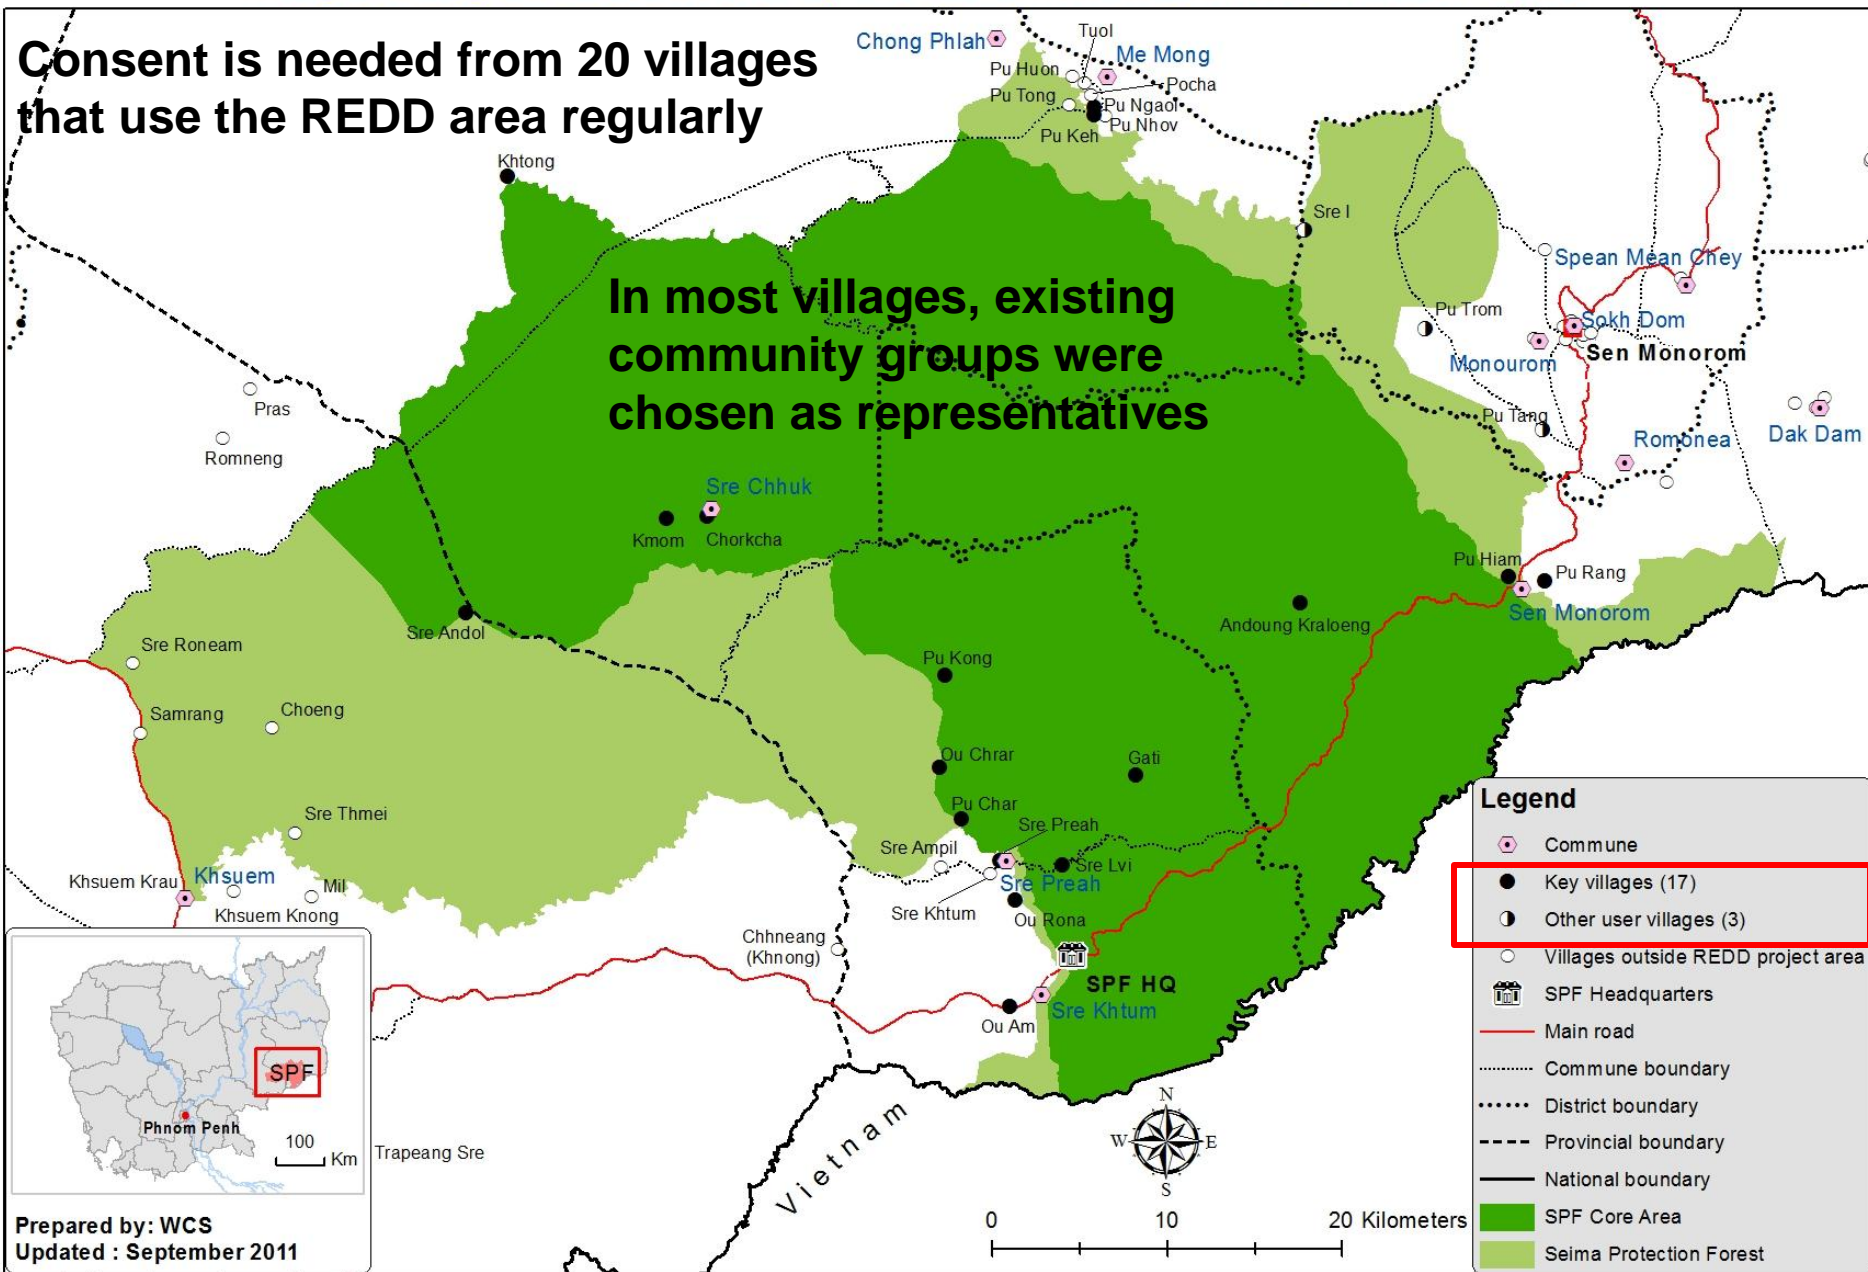 Consent is needed from 20 villages
that use the REDD area regularly
Chong Phlah
Tuol
Me Mong
Pu Huon
Pocha
Pu Tong
Pu Ngaol
Pu Nhov
Pu Keh
Khtong
Sre I
Spean Mean Chey
In most villages, existing
community groups were
chosen as representatives
Pu Trom
Sokh Dom
Sen Monorom
Monourom
Pras
Pu Tang
Romonea
Dak Dam
Romneng
Sre Chhuk
Kmom
Chorkcha
Pu Hiam
Pu Rang
Sen Monorom
Andoung Kraloeng
Sre Andol
Sre Roneam
Pu Kong
Samrang
Choeng
Ou Chrar
Gati
Pu Char
Sre Thmei
Sre Preah
Sre Ampil
Sre Lvi
Khsuem Krau
Khsuem
Mil
Sre Preah
Khsuem Knong
Sre Khtum
Ou Rona
Chhneang
(Khnong)
SPF HQ
Ou Am
Sre Khtum
Legend
Commune
Key villages (17)
Other user villages (3)
Villages outside REDD project area
SPF Headquarters
Main road
Commune boundary
District boundary
Provincial boundary
National boundary
SPF Core Area
Seima Protection Forest
SPF
Phnom Penh
100
Km
Trapeang Sre
Vietnam
N
W
E
S
0
10
20 Kilometers
Prepared by: WCS
Updated : September 2011